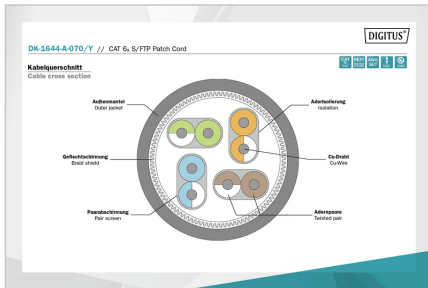 DIGITUS®
DK-1644-A-070/Y // CAT 6A S/FTP Patch Cord
Kabelquerschnitt
Cable cross section
Außenmantel
Outer jacket
Aderisolierung
Isolation
Geflechtschirmung
Braid shield
Cu-Draht
Cu-Wire
Paarabschirmung
Pair screen
Adernpaare
Twisted pair